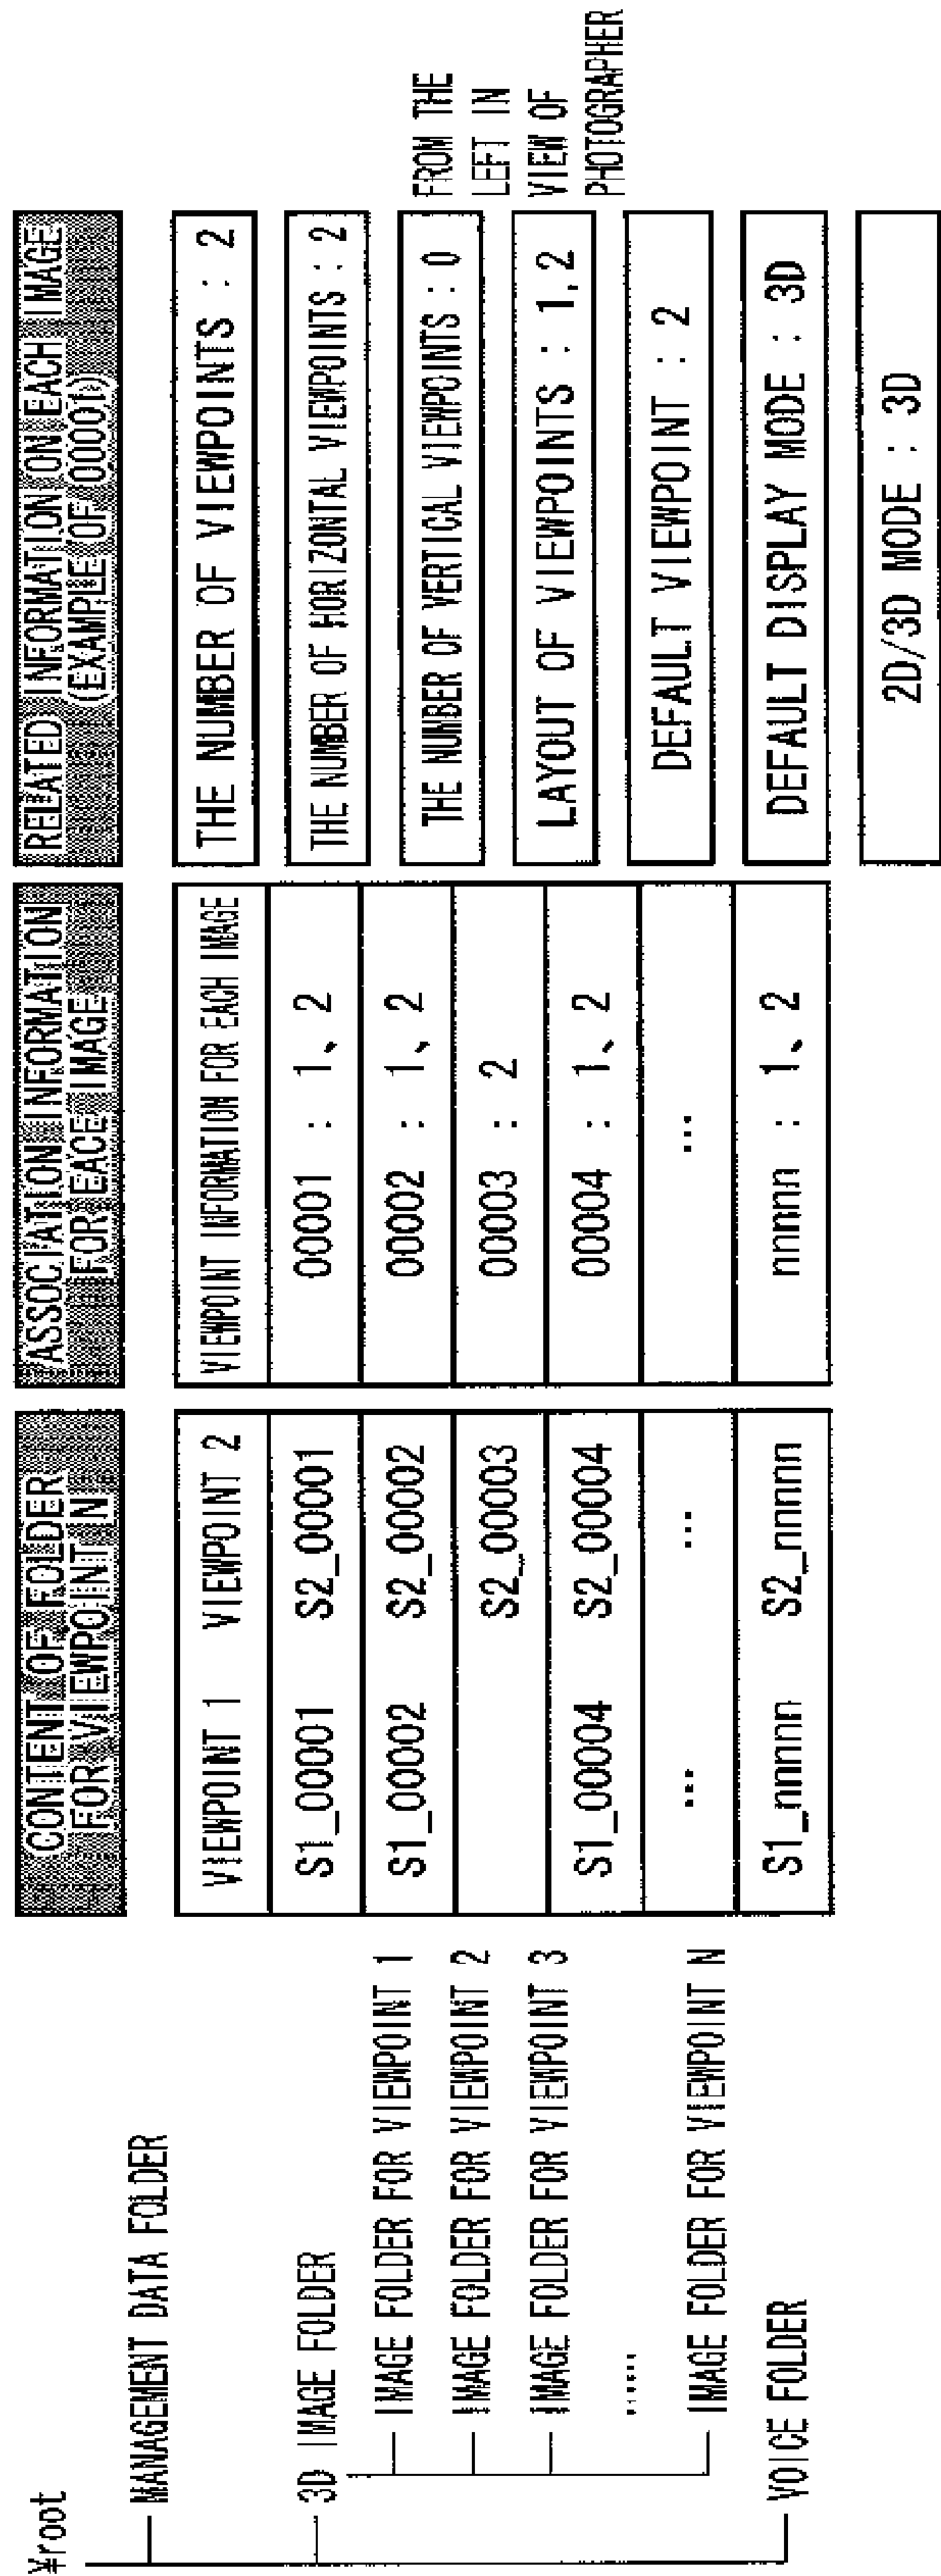 ¥root
MANAGEMENT DATA FOLDER
3D IMAGE FOLDER
IMAGE FOLDER FOR VIEWPOINT 1
IMAGE FOLDER FOR VIEWPOINT 2
IMAGE FOLDER FOR VIEWPOINT 3
......
IMAGE FOLDER FOR VIEWPOINT N
VOICE FOLDER
CONTENT OF FOLDER
FOR VIEWPOINT N
VIEWPOINT 1 VIEWPOINT 2
S1_00001 S2_00001
S1_00002 S2_00002
S2_00003
S1_00004 S2_00004
... ...
S1_nnnnn S2_nnnnn
ASSOCIATION INFORMATION
FOR EACE IMAGE
VIEWPOINT INFORMATION FOR EACH IMAGE
00001 : 1、2
00002 : 1、2
00003 : 2
00004 : 1、2
...
nnnnn : 1、2
RELATED INFORMATION ON EACH IMAGE
(EXAMPLE OF 00001)
THE NUMBER OF VIEWPOINTS : 2
THE NUMBER OF HORIZONTAL VIEWPOINTS : 2
THE NUMBER OF VERTICAL VIEWPOINTS : 0
LAYOUT OF VIEWPOINTS : 1,2
DEFAULT VIEWPOINT : 2
DEFAULT DISPLAY MODE : 3D
2D/3D MODE : 3D
FROM THE
LEFT IN
VIEW OF
PHOTOGRAPHER